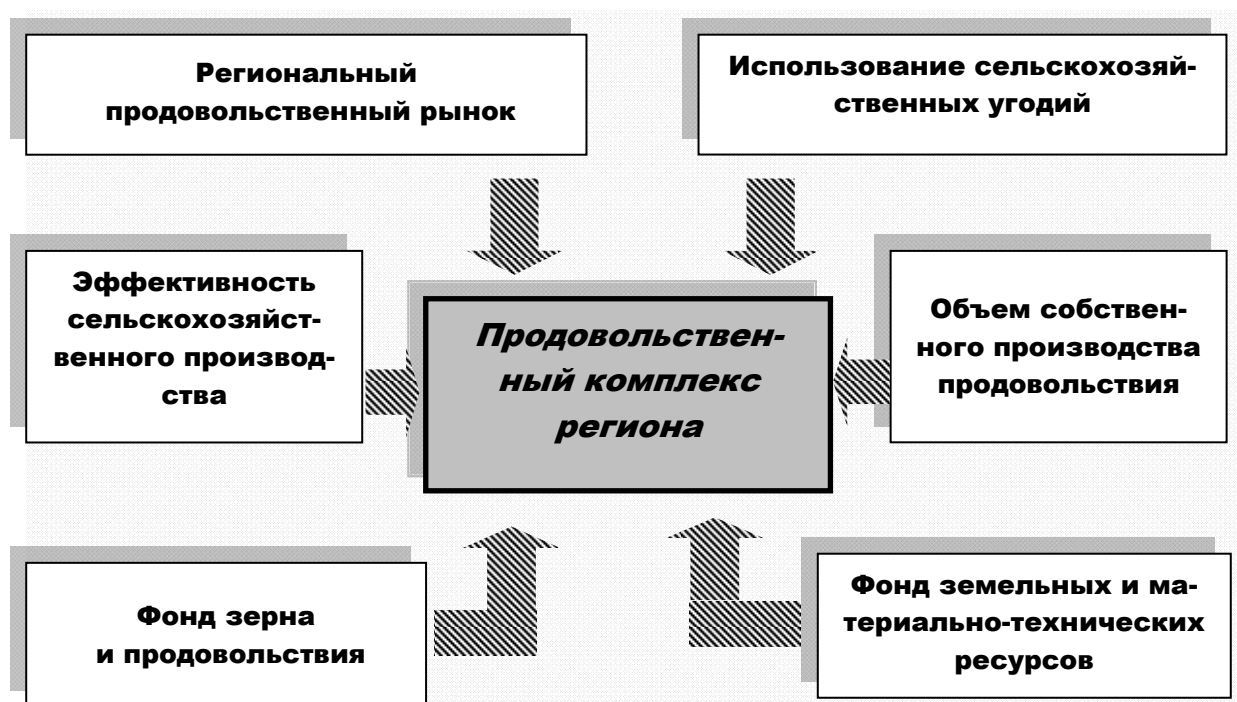 Региональный
продовольственный рынок
Использование сельскохозяй-
ственных угодий
Эффективность
сельскохозяйст-
венного производ-
ства
Продовольствен-
ный комплекс
региона
Объем собствен-
ного производства
продовольствия
Фонд зерна
и продовольствия
Фонд земельных и ма-
териально-технических
ресурсов